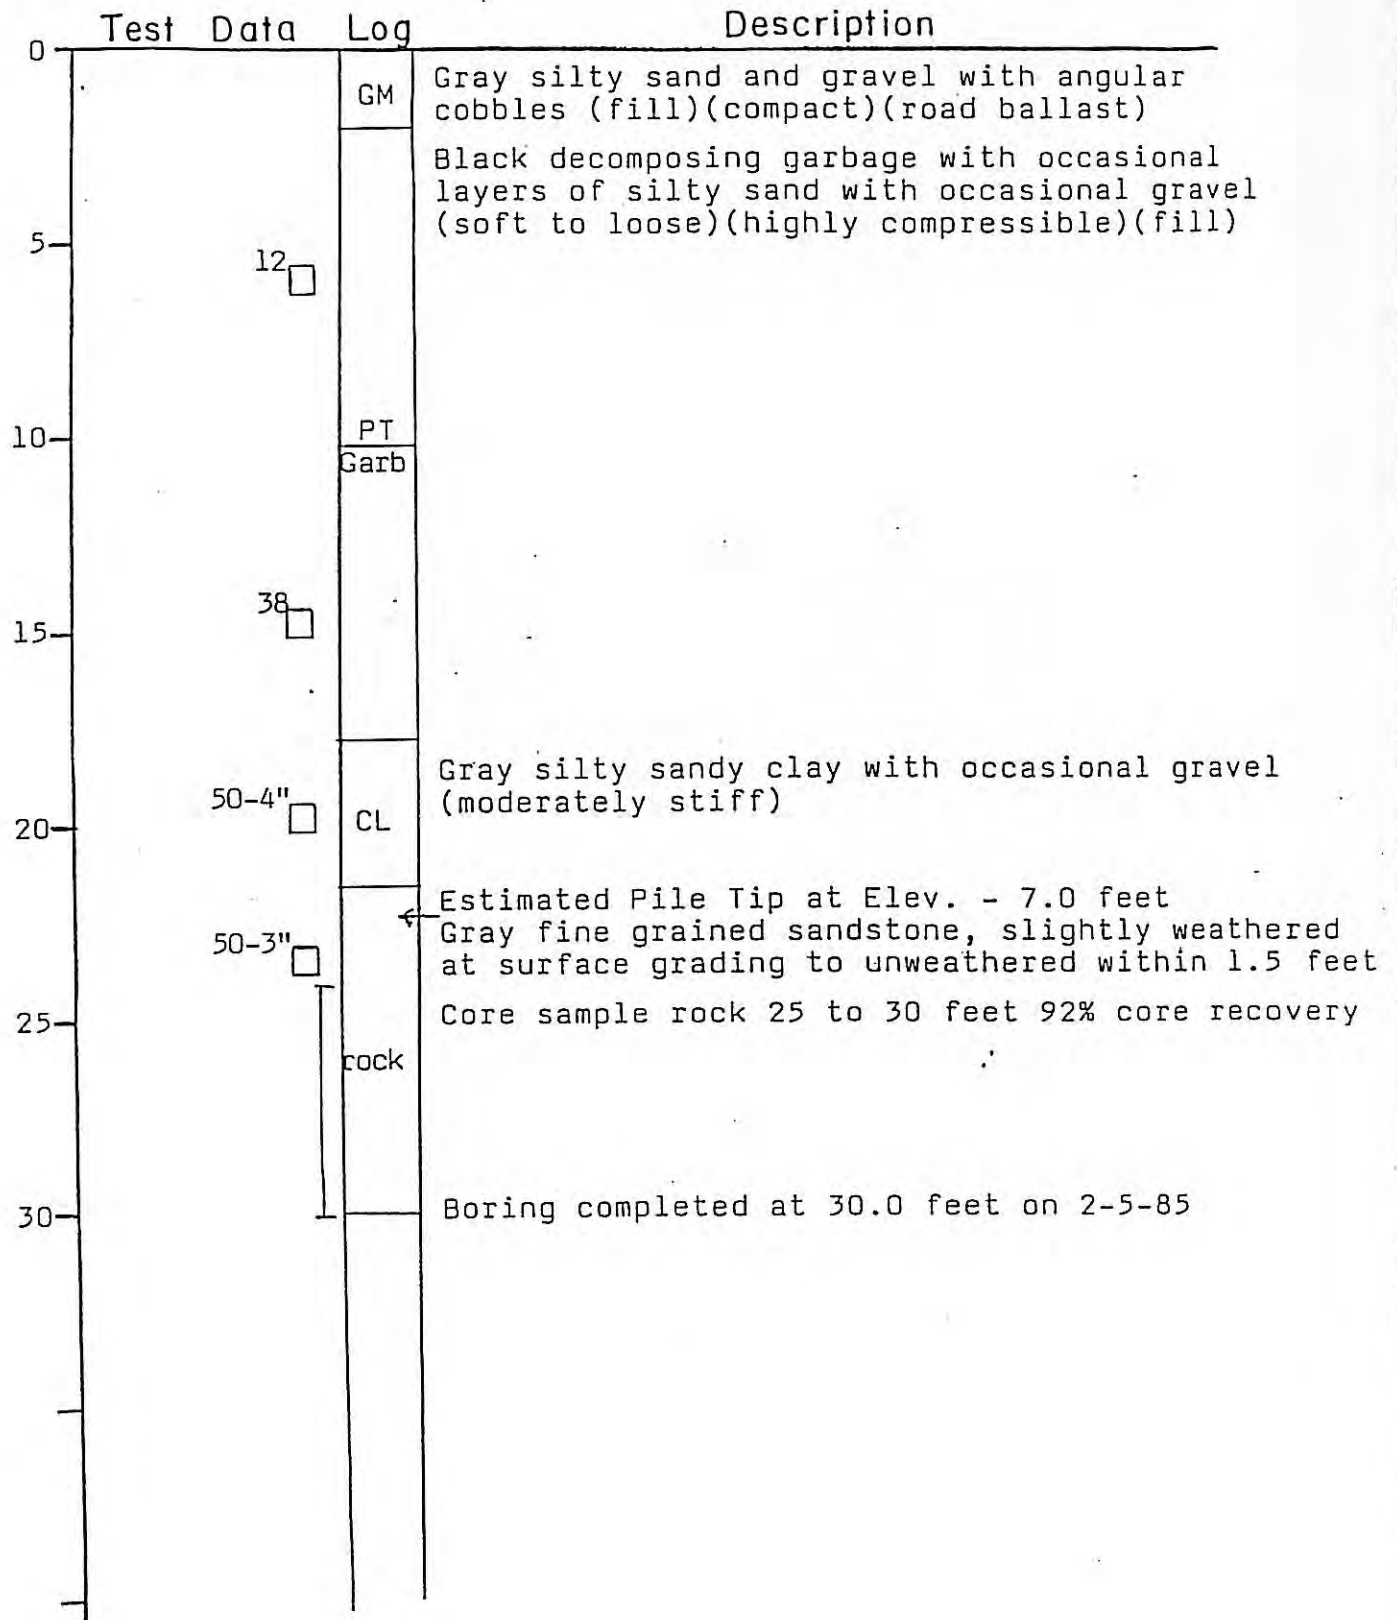 Test Data Log Description
0
GM
Gray silty sand and gravel with angular
cobbles (fill)(compact)(road ballast)
Black decomposing garbage with occasional
layers of silty sand with occasional gravel
(soft to loose)(highly compressible)(fill)
5
12
PT
10
Garb
38
15
Gray silty sandy clay with occasional gravel
(moderately stiff)
50-4"
CL
20
Estimated Pile Tip at Elev. - 7.0 feet
Gray fine grained sandstone, slightly weathered
at surface grading to unweathered within 1.5 feet
50-3"
Core sample rock 25 to 30 feet 92% core recovery
25
rock
Boring completed at 30.0 feet on 2-5-85
30